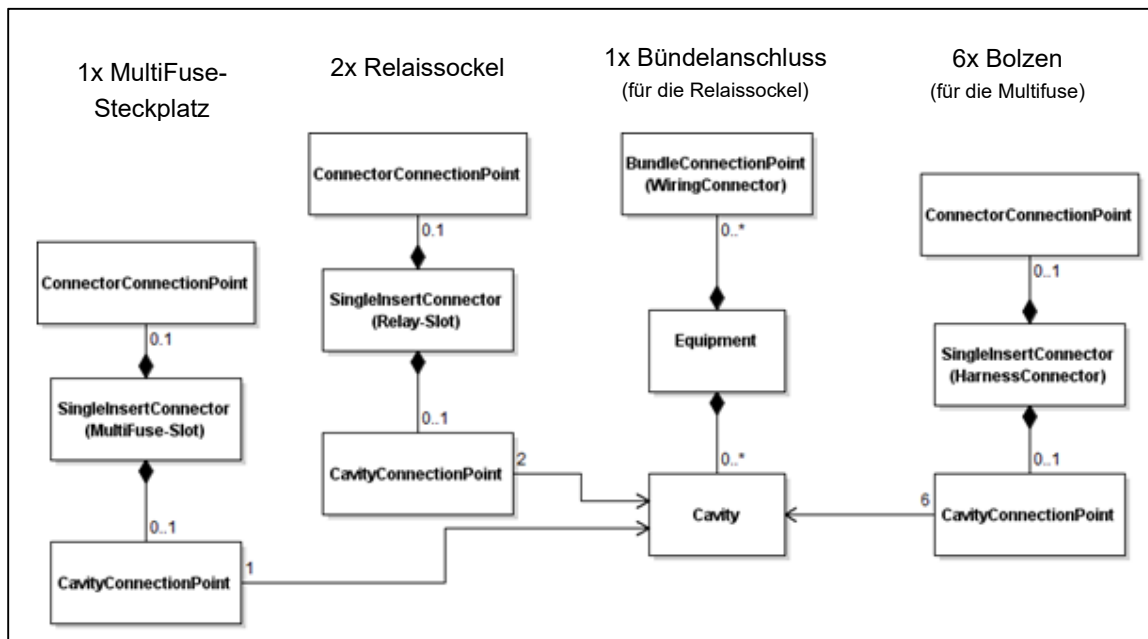 1x MultiFuse-
Steckplatz
ConnectorConnectionPoint
0.1
SingleInsertConnector
(MultiFuse-Slot)
0..1
CavityConnectionPoint
1
2x Relaissockel
ConnectorConnectionPoint
0.1
SingleInsertConnector
(Relay-Slot)
0..1
CavityConnectionPoint
2
1x Bündelanschluss
(für die Relaissockel)
BundleConnectionPoint
(WiringConnector)
0..*
Equipment
0..*
Cavity
6x Bolzen
(für die Multifuse)
ConnectorConnectionPoint
0..1
SingleInsertConnector
(HarnessConnector)
0..1
CavityConnectionPoint
6